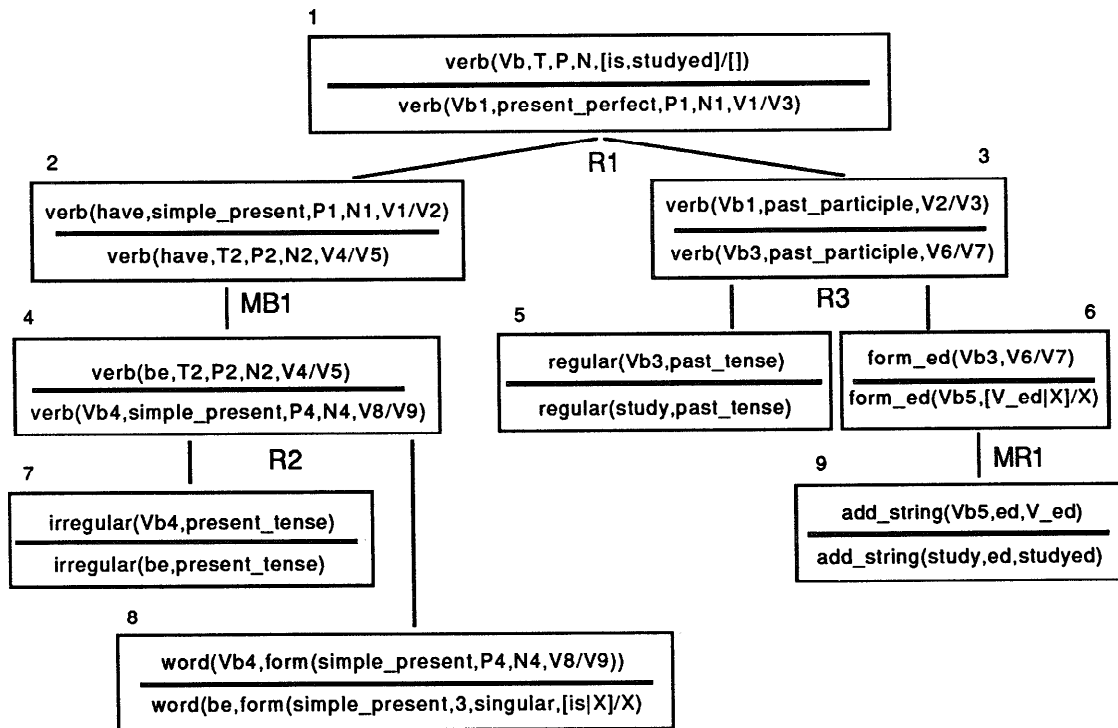 1
verb(Vb,T,P,N,[is,studyed]/[])
verb(Vb1,present_perfect,P1,N1,V1/V3)
R1
2
verb(have,simple_present,P1,N1,V1/V2)
verb(have,T2,P2,N2,V4/V5)
3
verb(Vb1,past_participle,V2/V3)
verb(Vb3,past_participle,V6/V7)
MB1
R3
4
verb(be,T2,P2,N2,V4/V5)
verb(Vb4,simple_present,P4,N4,V8/V9)
5
regular(Vb3,past_tense)
regular(study,past_tense)
6
form_ed(Vb3,V6/V7)
form_ed(Vb5,[V_ed|X]/X)
R2
MR1
7
irregular(Vb4,present_tense)
irregular(be,present_tense)
9
add_string(Vb5,ed,V_ed)
add_string(study,ed,studyed)
8
word(Vb4,form(simple_present,P4,N4,V8/V9))
word(be,form(simple_present,3,singular,[is|X]/X)